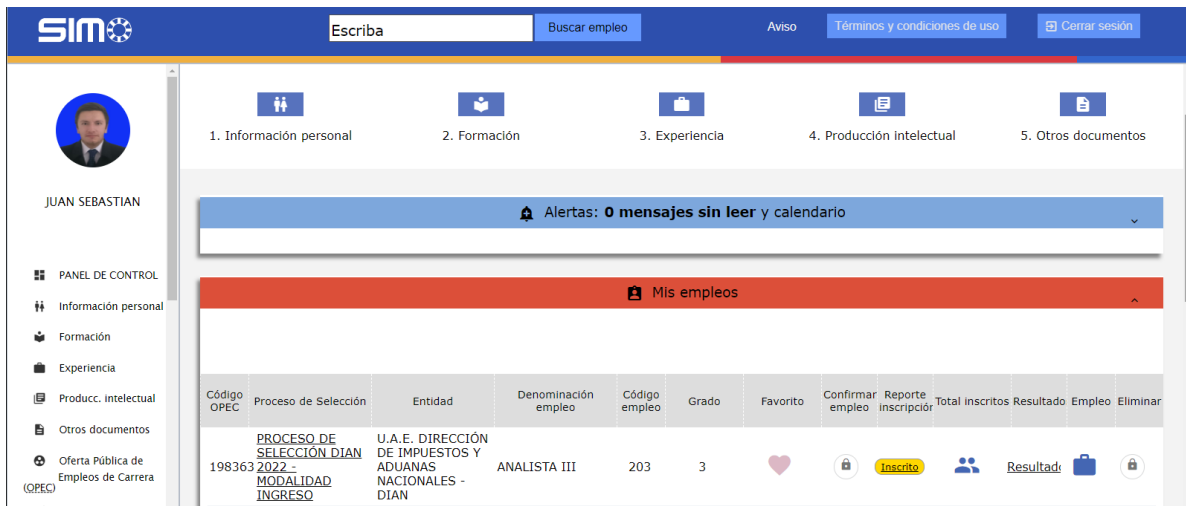 SIMO
Escriba
Buscar empleo
Aviso
Términos y condiciones de uso
Cerrar sesión
JUAN SEBASTIAN
PANEL DE CONTROL
Información personal
Formación
Experiencia
Producc. intelectual
Otros documentos
Oferta Pública de
Empleos de Carrera
(OPEC)
1. Información personal
2. Formación
3. Experiencia
4. Producción intelectual
5. Otros documentos
Alertas: 0 mensajes sin leer y calendario
Mis empleos
Código
OPEC
Proceso de Selección
Entidad
Denominación
empleo
Código
empleo
Grado
Favorito
Confirmar
empleo
Reporte
inscripción
Total inscritos
Resultado
Empleo
Eliminar
198363
PROCESO DE
SELECCIÓN DIAN
2022 -
MODALIDAD
INGRESO
U.A.E. DIRECCIÓN
DE IMPUESTOS Y
ADUANAS
NACIONALES -
DIAN
ANALISTA III
203
3
Inscrito
Resultado